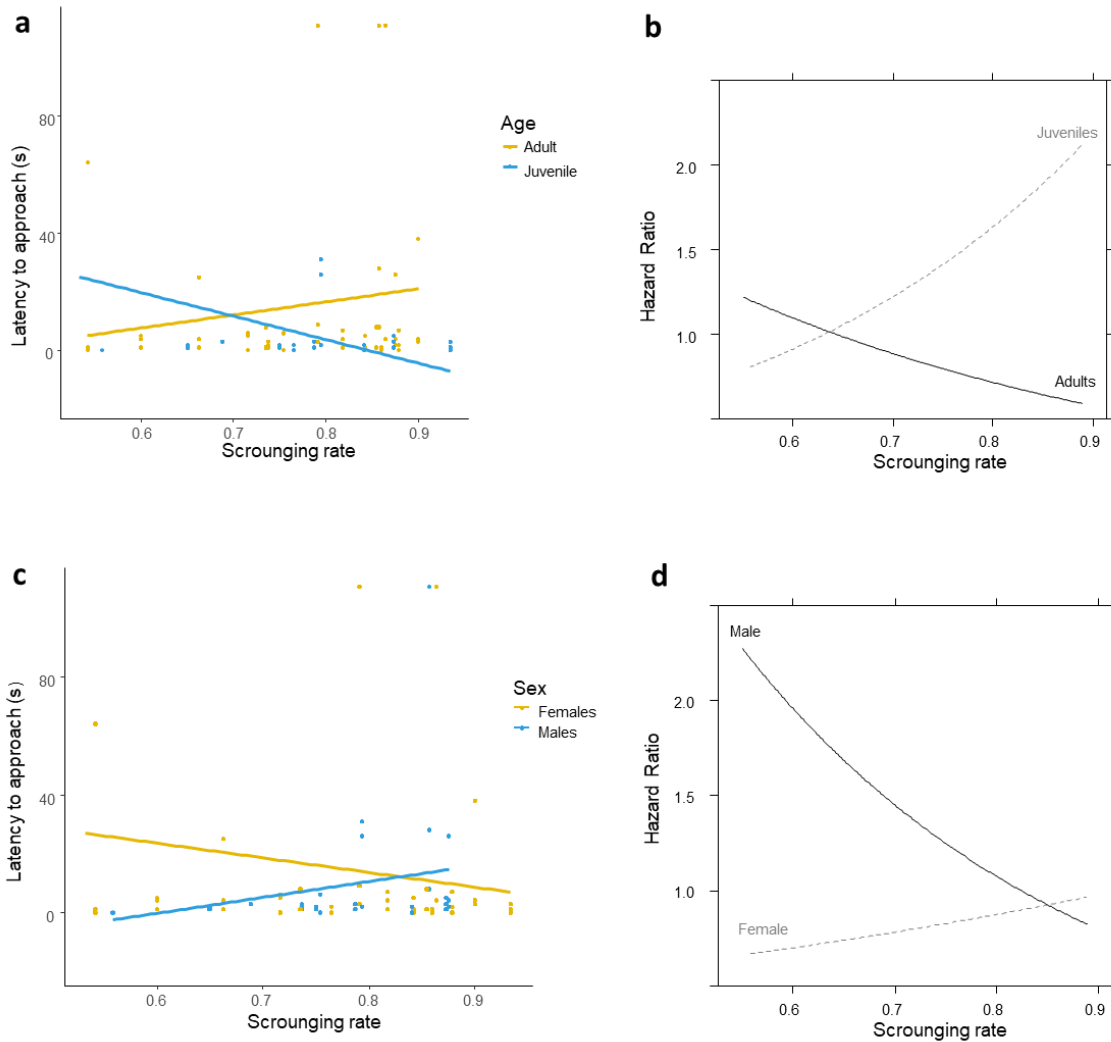 a
Latency to approach (s)
80
40
0
0.6 0.7 0.8 0.9
Scrounging rate
Age
Adult
Juvenile
b
Hazard Ratio
2.0
1.5
1.0
Juveniles
Adults
0.6 0.7 0.8 0.9
Scrounging rate
c
Latency to approach (s)
80
40
0
0.6 0.7 0.8 0.9
Scrounging rate
Sex
Females
Males
d
Hazard Ratio
2.0
1.5
1.0
Male
Female
0.6 0.7 0.8 0.9
Scrounging rate